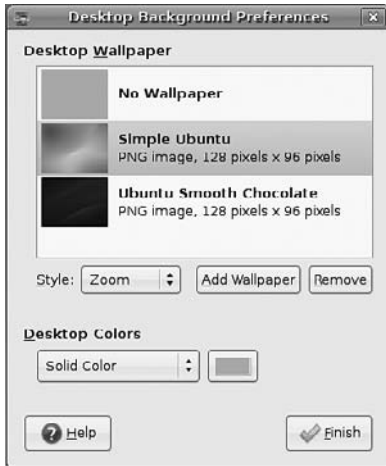 Desktop Background Preferences
Desktop Wallpaper
No Wallpaper
Simple Ubuntu
PNG image, 128 pixels x 96 pixels
Ubuntu Smooth Chocolate
PNG image, 128 pixels x 96 pixels
Style: Zoom Add Wallpaper Remove
Desktop Colors
Solid Color
Help Finish